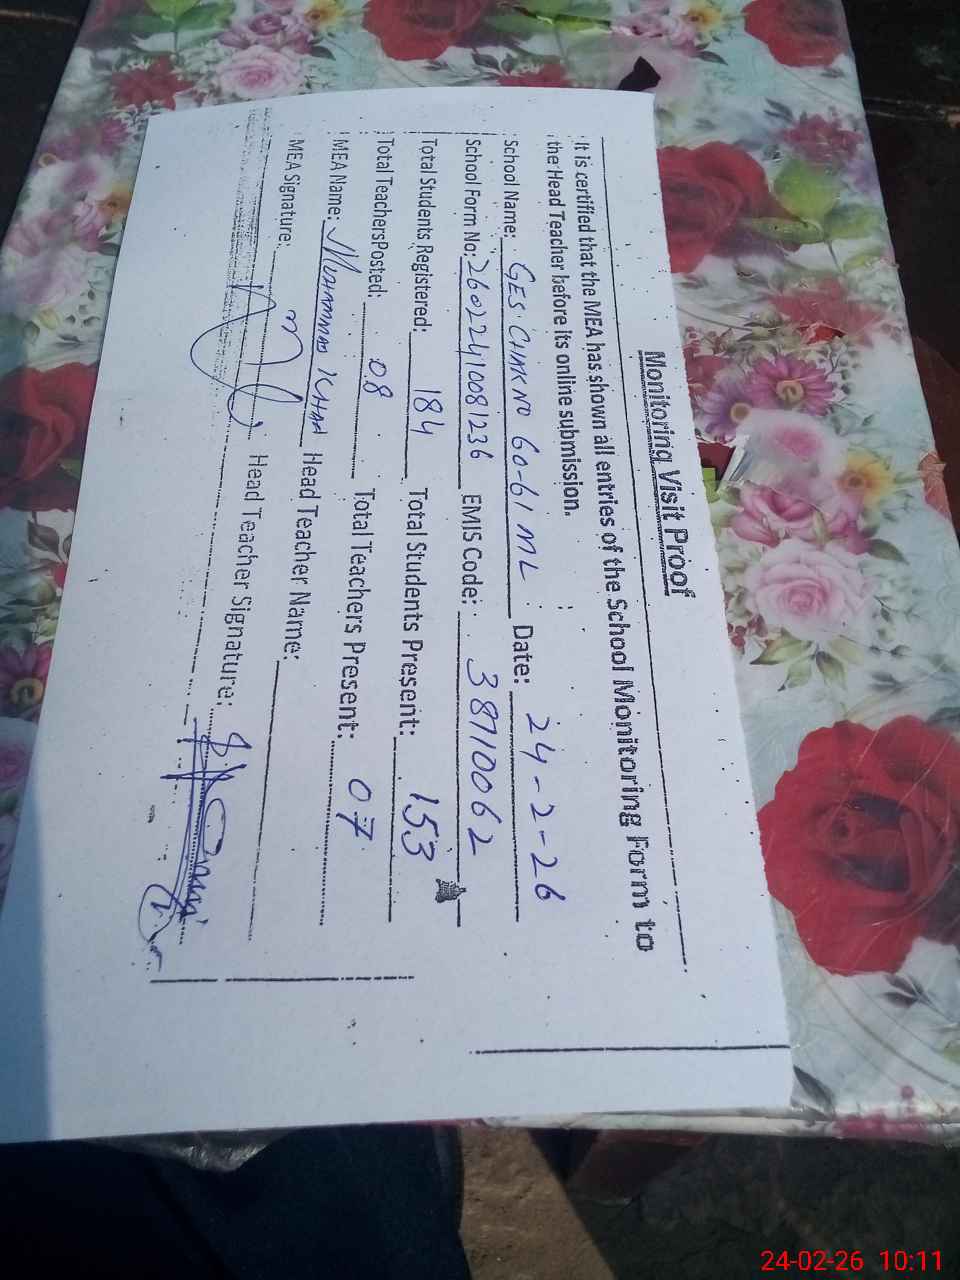 Monitoring Visit Proof
It is certified that the MEA has shown all entries of the School Monitoring Form to
the Head Teacher before its online submission.
School Name: GES CHAK NO 60-61 ML Date: 24-2-26
School Form No: 26022410081236 EMIS Code: 38710062
Total Students Registered: 184 Total Students Present: 153
Total Teachers Posted: 08 Total Teachers Present: 07
MEA Name: MUHAMMAD KHAN Head Teacher Name:
MEA Signature: Head Teacher Signature:
24-02-26 10:11